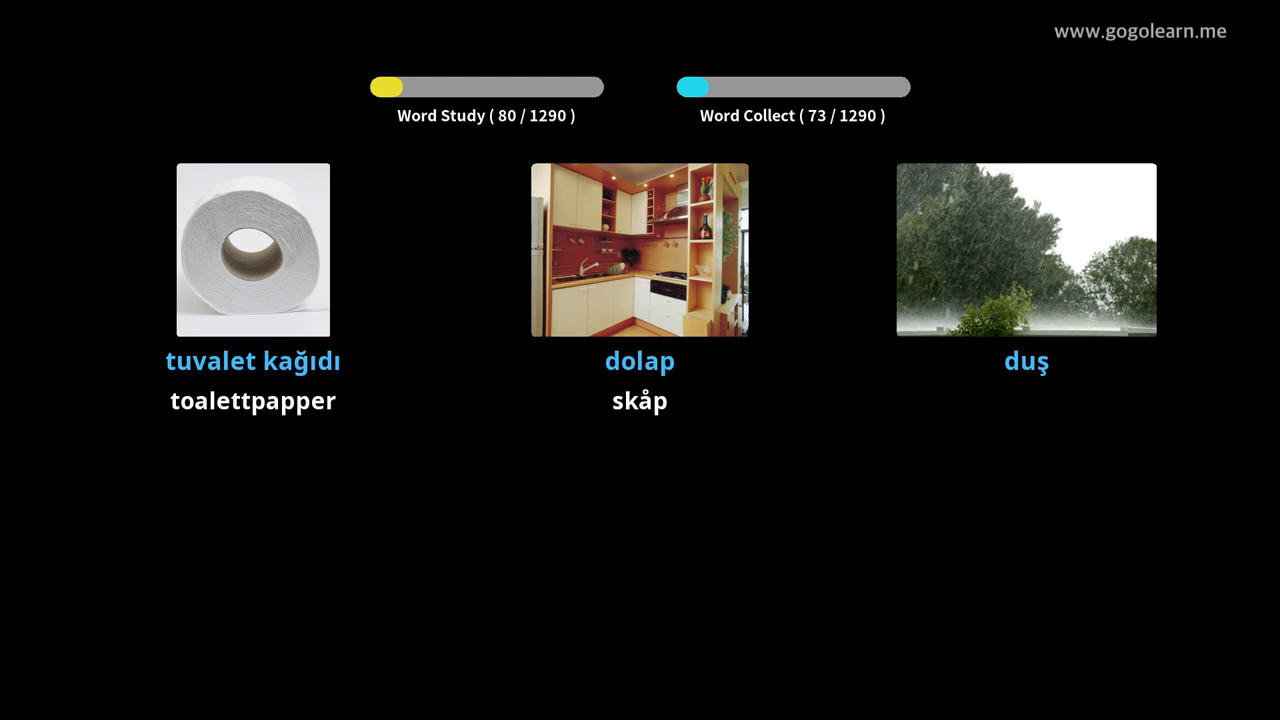 www.gogolearn.me
Word Study ( 80 / 1290 )
Word Collect ( 73 / 1290 )
tuvalet kağıdı
dolap
duş
toalettpapper
skåp